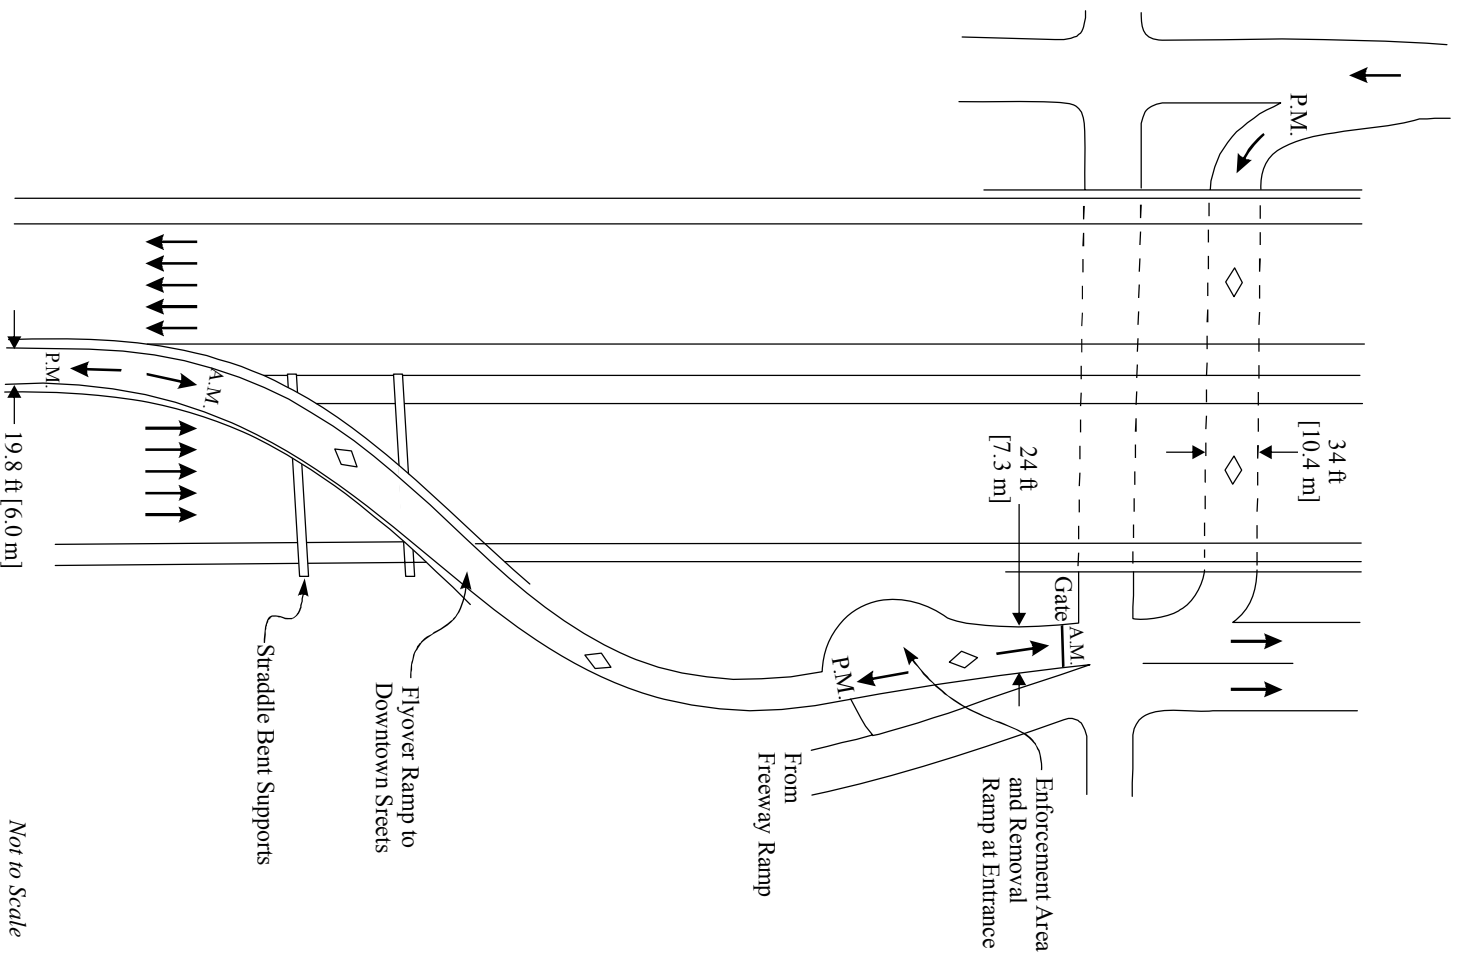 P.M.
34 ft
[10.4 m]
24 ft
[7.3 m]
Gate
A.M.
P.M.
Enforcement Area
and Removal
Ramp at Entrance
From
Freeway Ramp
Flyover Ramp to
Downtown Sreets
Straddle Bent Supports
A.M.
P.M.
19.8 ft [6.0 m]
Not to Scale